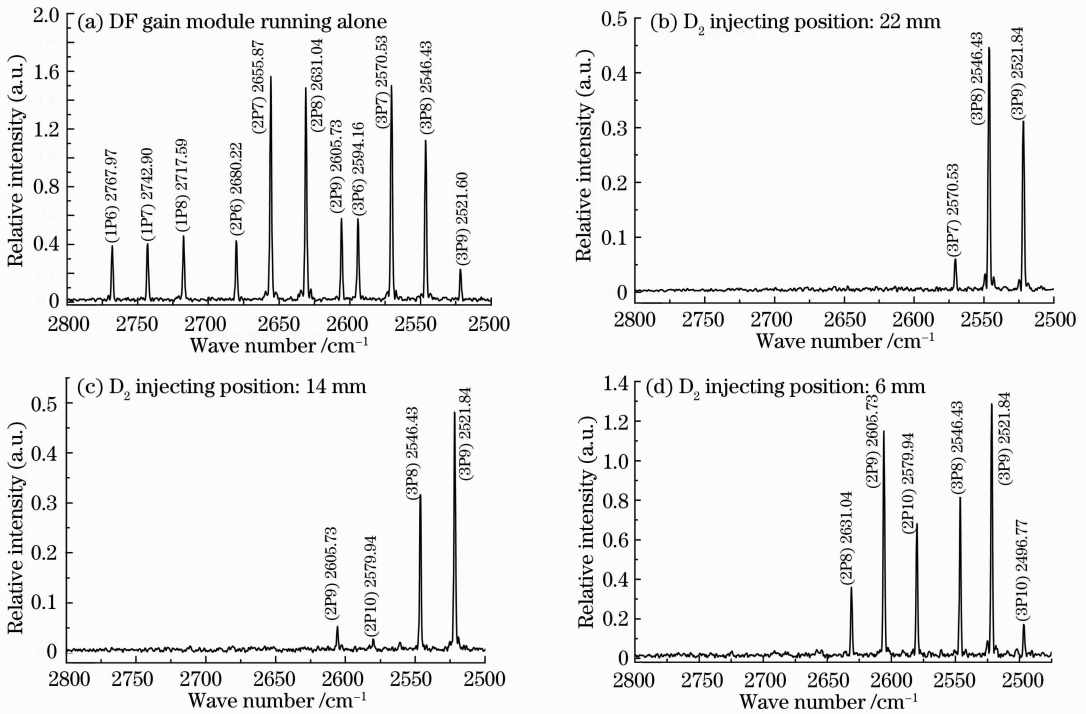 (a) DF gain module running alone
Relative intensity (a.u.)
2.0
1.6
1.2
0.8
0.4
0
(1P6) 2767.97
(1P7) 2742.90
(1P8) 2717.59
(2P6) 2680.22
(2P7) 2655.87
(2P8) 2631.04
(2P9) 2605.73
(3P6) 2594.16
(3P7) 2570.53
(3P8) 2546.43
(3P9) 2521.60
2800 2750 2700 2650 2600 2550 2500
Wave number /cm⁻¹
(b) D₂ injecting position: 22 mm
Relative intensity (a.u.)
0.5
0.4
0.3
0.2
0.1
0
(3P7) 2570.53
(3P8) 2546.43
(3P9) 2521.84
2800 2750 2700 2650 2600 2550 2500
Wave number /cm⁻¹
(c) D₂ injecting position: 14 mm
Relative intensity (a.u.)
0.5
0.4
0.3
0.2
0.1
0
(2P9) 2605.73
(2P10) 2579.94
(3P8) 2546.43
(3P9) 2521.84
2800 2750 2700 2650 2600 2550 2500
Wave number /cm⁻¹
(d) D₂ injecting position: 6 mm
Relative intensity (a.u.)
1.4
1.2
1.0
0.8
0.6
0.4
0.2
0
(2P8) 2631.04
(2P9) 2605.73
(2P10) 2579.94
(3P8) 2546.43
(3P9) 2521.84
(3P10) 2496.77
2800 2750 2700 2650 2600 2550 2500
Wave number /cm⁻¹